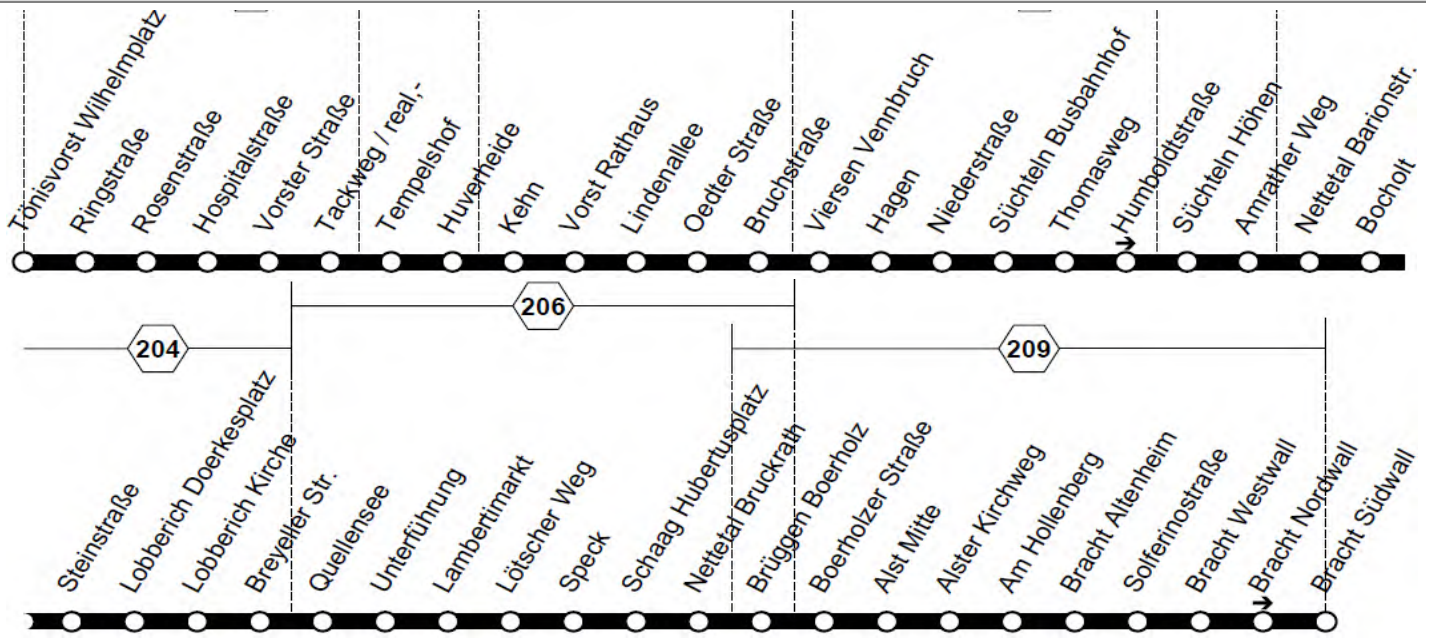 Tönisvorst Wilhelmplatz
Ringstraße
Rosenstraße
Hospitalstraße
Vorster Straße
Tackweg / real,-
Tempelshof
Huverheide
Kehn
Vorst Rathaus
Lindenallee
Oedter Straße
Bruchstraße
Viersen Vennbruch
Hagen
Niederstraße
Süchteln Busbahnhof
Thomasweg
Humboldtstraße
Süchteln Höhen
Amrather Weg
Nettetal Barionstr.
Bocholt
206
204
209
Steinstraße
Lobberich Doerkesplatz
Lobberich Kirche
Breyeller Str.
Quellensee
Unterführung
Lambertimarkt
Lötscher Weg
Speck
Schaag Hubertusplatz
Nettetal Bruckrath
Brüggen Boerholz
Boerholzer Straße
Alst Mitte
Alster Kirchweg
Am Hollenberg
Bracht Altenheim
Solferinostraße
Bracht Westwall
Bracht Nordwall
Bracht Südwall